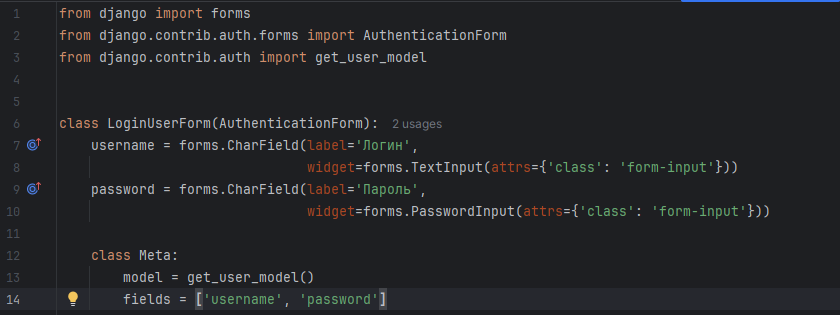 1 from django import forms
2 from django.contrib.auth.forms import AuthenticationForm
3 from django.contrib.auth import get_user_model
4
5
6 class LoginUserForm(AuthenticationForm): 2 usages
7 username = forms.CharField(label='Логин',
8 widget=forms.TextInput(attrs={'class': 'form-input'}))
9 password = forms.CharField(label='Пароль',
10 widget=forms.PasswordInput(attrs={'class': 'form-input'}))
11
12 class Meta:
13 model = get_user_model()
14 fields = ['username', 'password']